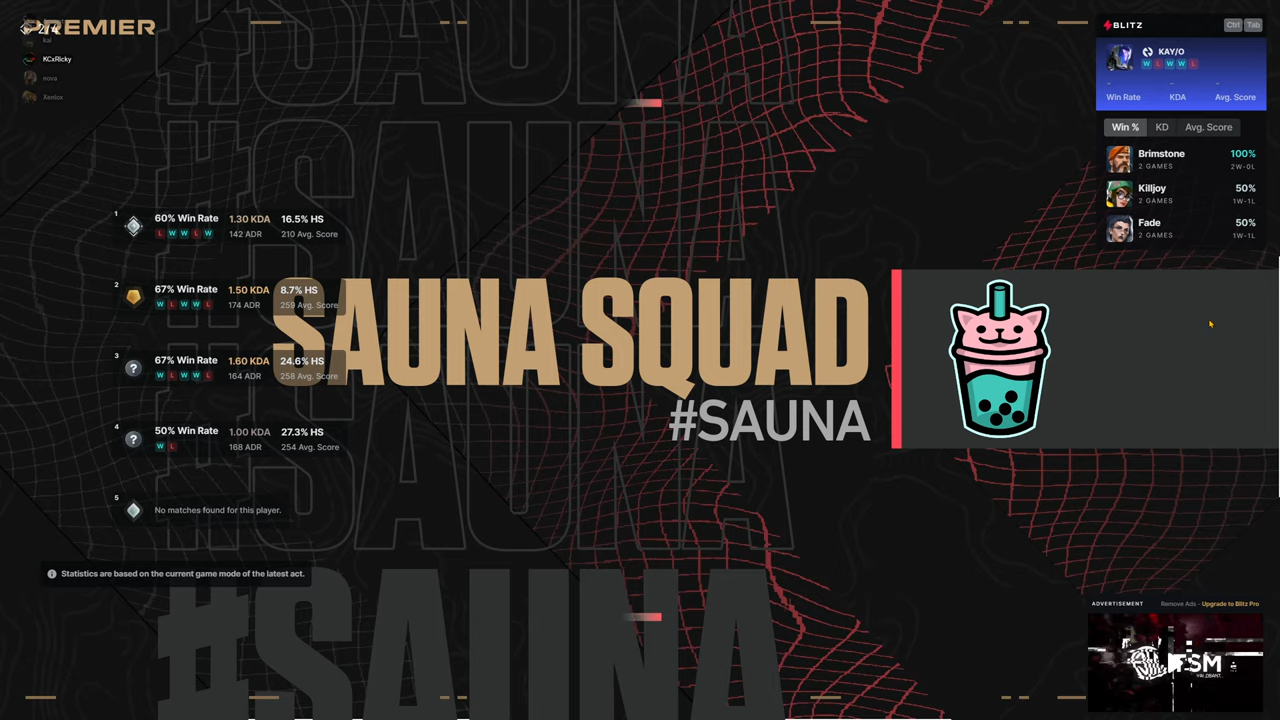 PREMIER
2/4
kai
KCxRicky
nova
Xenlox
BLITZ
Ctrl Tab
KAY/O
W L W W L
- - -
Win Rate KDA Avg. Score
Win % KD Avg. Score
Brimstone 100%
2 GAMES 2W-0L
Killjoy 50%
2 GAMES 1W-1L
Fade 50%
2 GAMES 1W-1L
1
60% Win Rate 1.30 KDA 16.5% HS
L W W L W 142 ADR 210 Avg. Score
2
67% Win Rate 1.50 KDA 8.7% HS
W L W W L 174 ADR 259 Avg. Score
3
67% Win Rate 1.60 KDA 24.6% HS
W L W W L 164 ADR 258 Avg. Score
4
50% Win Rate 1.00 KDA 27.3% HS
W L 168 ADR 254 Avg. Score
5
No matches found for this player.
SAUNA SQUAD
#SAUNA
#SAUNA
#SAUNA
#SAUNA
#SAUNA
Statistics are based on the current game mode of the latest act.
ADVERTISEMENT Remove Ads - Upgrade to Blitz Pro